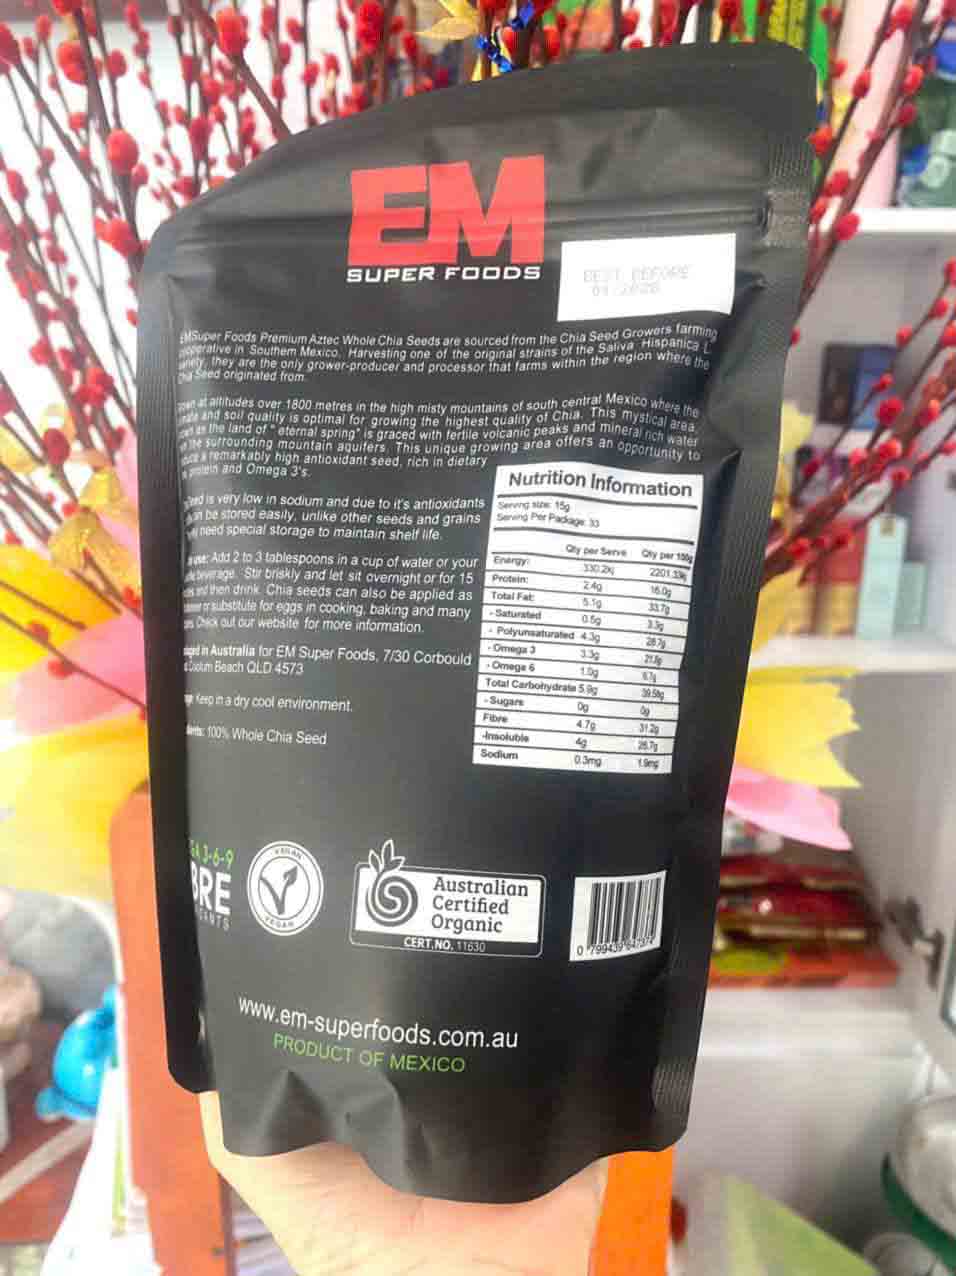 EM
SUPER FOODS
BEST BEFORE
EMSuper Foods Premium Aztec Whole Chia Seeds are sourced from the Chia Seed Growers farming
cooperative in Southern Mexico. Harvesting one of the original strains of the Saliva Hispanica L.
variety, they are the only grower-producer and processor that farms within the region where the
Chia Seed originated from.
at altitudes over 1800 metres in the high misty mountains of south central Mexico where the
and soil quality is optimal for growing the highest quality of Chia. This mystical area,
as the land of " eternal spring" is graced with fertile volcanic peaks and mineral rich water
the surrounding mountain aquifers. This unique growing area offers an opportunity to
a remarkably high antioxidant seed, rich in dietary
protein and Omega 3's.
is very low in sodium and due to it's antioxidants
be stored easily, unlike other seeds and grains
need special storage to maintain shelf life.
use: Add 2 to 3 tablespoons in a cup of water or your
beverage. Stir briskly and let sit overnight or for 15
and then drink. Chia seeds can also be applied as
or substitute for eggs in cooking, baking and many
Check out our website for more information.
in Australia for EM Super Foods, 7/30 Corbould
Coolum Beach QLD 4573
Keep in a dry cool environment.
100% Whole Chia Seed
Nutrition Information
Serving size: 15g
Serving Per Package: 33
Qty per Serve Qty per 100g
Energy: 330.2kj 2201.33kj
Protein: 2.4g 16.0g
Total Fat: 5.1g 33.7g
- Saturated 0.5g 3.3g
- Polyunsaturated 4.3g 28.7g
- Omega 3 3.3g
- Omega 6 1.0g 6.7g
Total Carbohydrate 5.9g 39.58g
- Sugars 0g 0g
Fibre 4.7g 31.2g
-Insoluble 4g 26.7g
Sodium 0.3mg 1.9mg
3-6-9
BRE
VEGAN
VEGAN
Australian
Certified
Organic
CERT.NO. 11630
www.em-superfoods.com.au
PRODUCT OF MEXICO